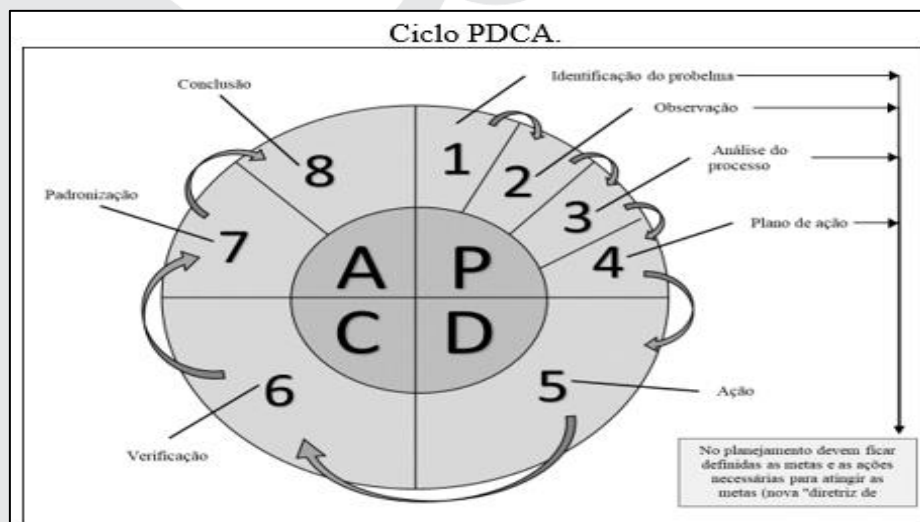 Ciclo PDCA.
Conclusão
Identificação do probelma
Observação
Análise do
processo
Padronização
Plano de ação
1
2
3
4
5
6
7
8
A
P
C
D
Ação
Verificação
No planejamento devem ficar
definidas as metas e as ações
necessárias para atingir as
metas (nova "diretriz de